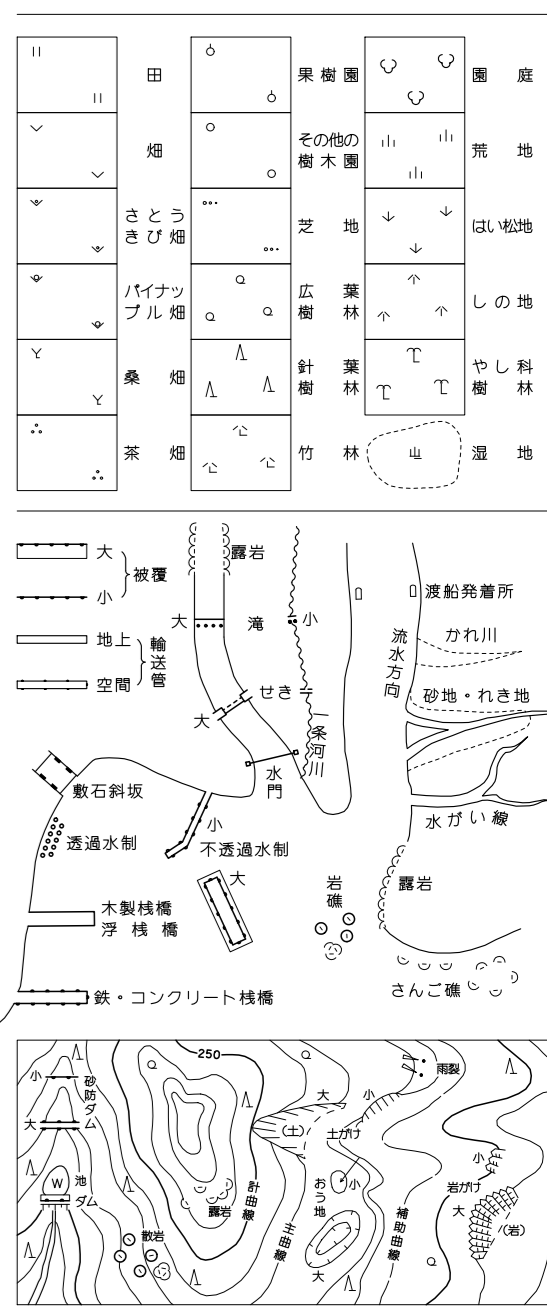 田
果樹園
園庭
畑
その他の
樹木園
荒地
さとう
きび畑
芝地
はい松地
パイナッ
プル畑
広葉
樹林
しの地
桑畑
針葉
樹林
やし科
樹林
茶畑
竹林
湿地
大
小
被覆
地上
空間
輸送管
露岩
大
滝
小
渡船発着所
流水方向
かれ川
砂地・れき地
せき
大
一条河川
水門
敷石斜坂
透過水制
小
不透過水制
大
水がい線
露岩
岩礁
木製桟橋
浮桟橋
さんご礁
鉄・コンクリート桟橋
小
砂防ダム
大
W
池
ダム
250
露岩
散岩
計曲線
主曲線
(土)
大
小
土がけ
雨裂
おう地
小
大
補助曲線
小
岩がけ
大
(岩)